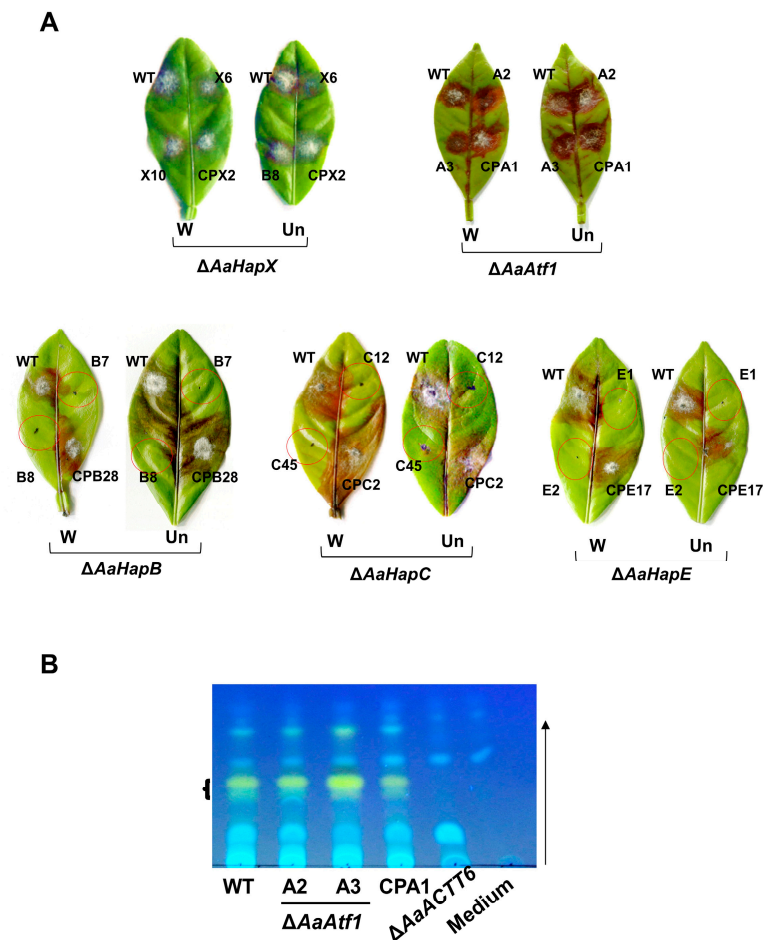 A
WT X6 WT X6 WT A2 WT A2
X10 CPX2 B8 CPX2 A3 CPA1 A3 CPA1
W Un W Un
ΔAaHapX ΔAaAtf1
WT B7 WT B7 WT C12 WT C12 WT E1 WT E1
B8 CPB28 B8 CPB28 C45 CPC2 C45 CPC2 E2 CPE17 E2 CPE17
W Un W Un W Un
ΔAaHapB ΔAaHapC ΔAaHapE
B
WT A2 A3 CPA1 ΔAaACTT6 Medium
ΔAaAtf1